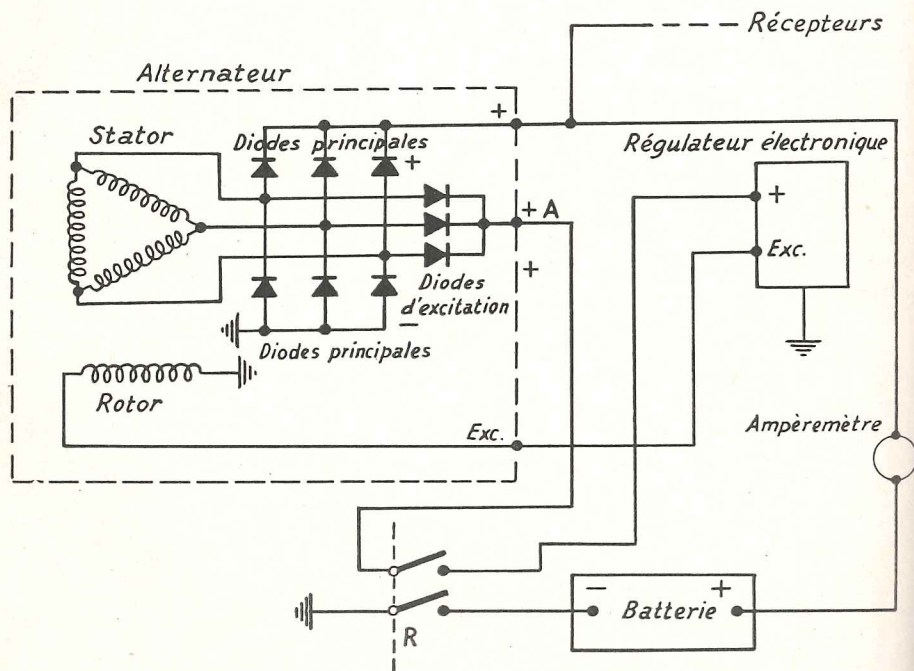 Récepteurs
Alternateur
+
Stator
Diodes principales
+
Régulateur électronique
+
+ A
Exc.
+
Diodes
d'excitation
−
Diodes principales
Rotor
Exc.
Ampèremètre
− +
Batterie
R